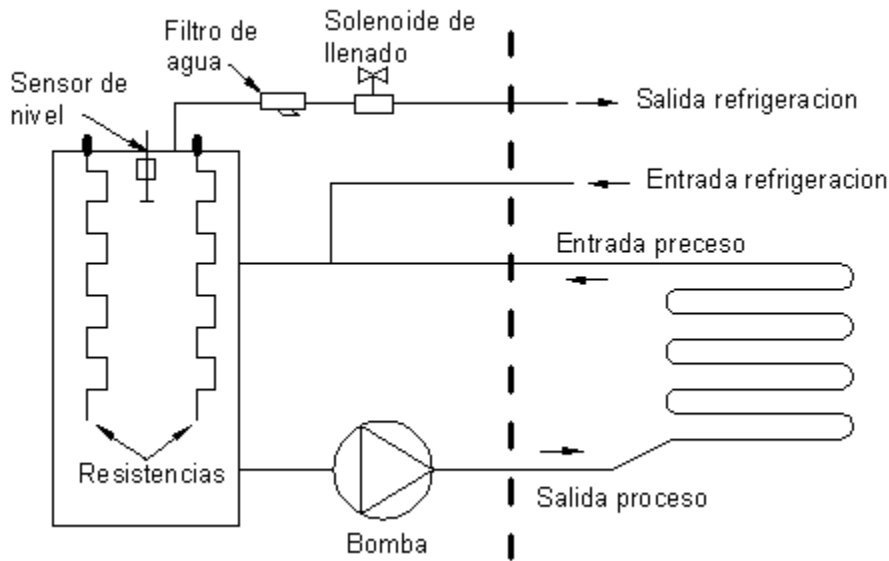 Solenoide de
llenado
Filtro de
agua
Sensor de
nivel
Salida refrigeracion
Entrada refrigeracion
Entrada preceso
Resistencias
Salida proceso
Bomba